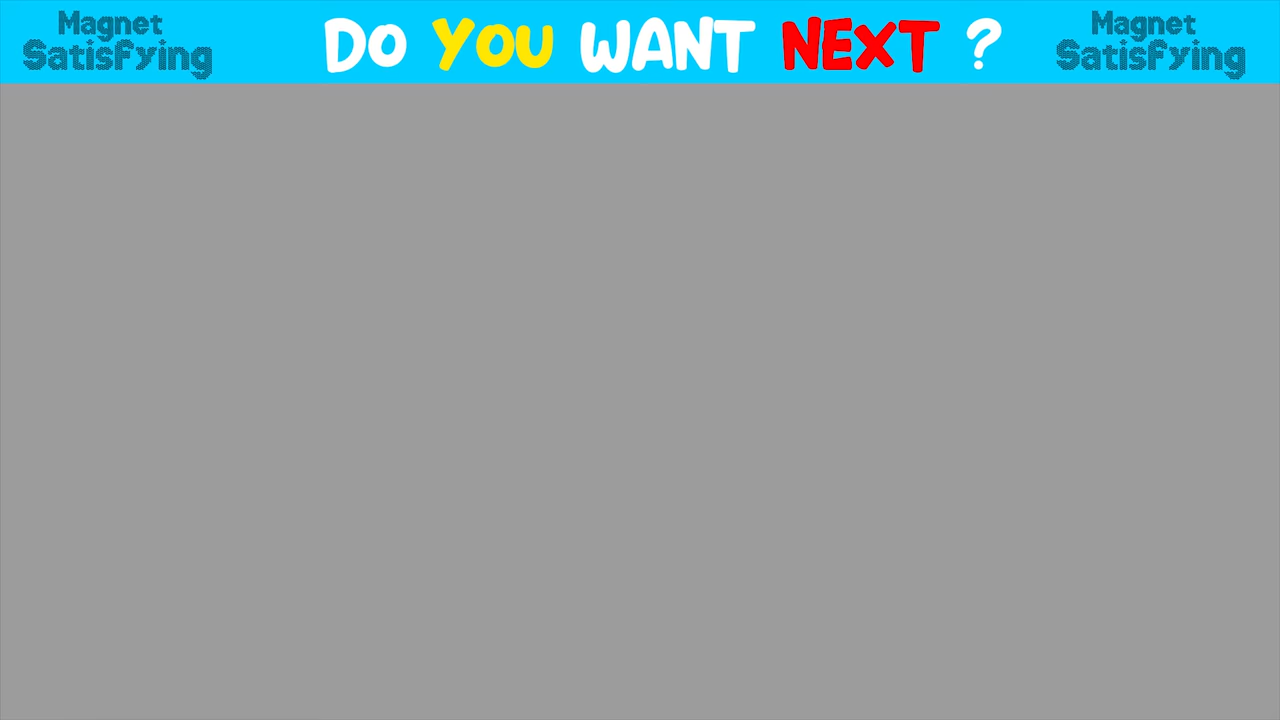 Magnet
Satisfying
DO YOU WANT NEXT ?
Magnet
Satisfying